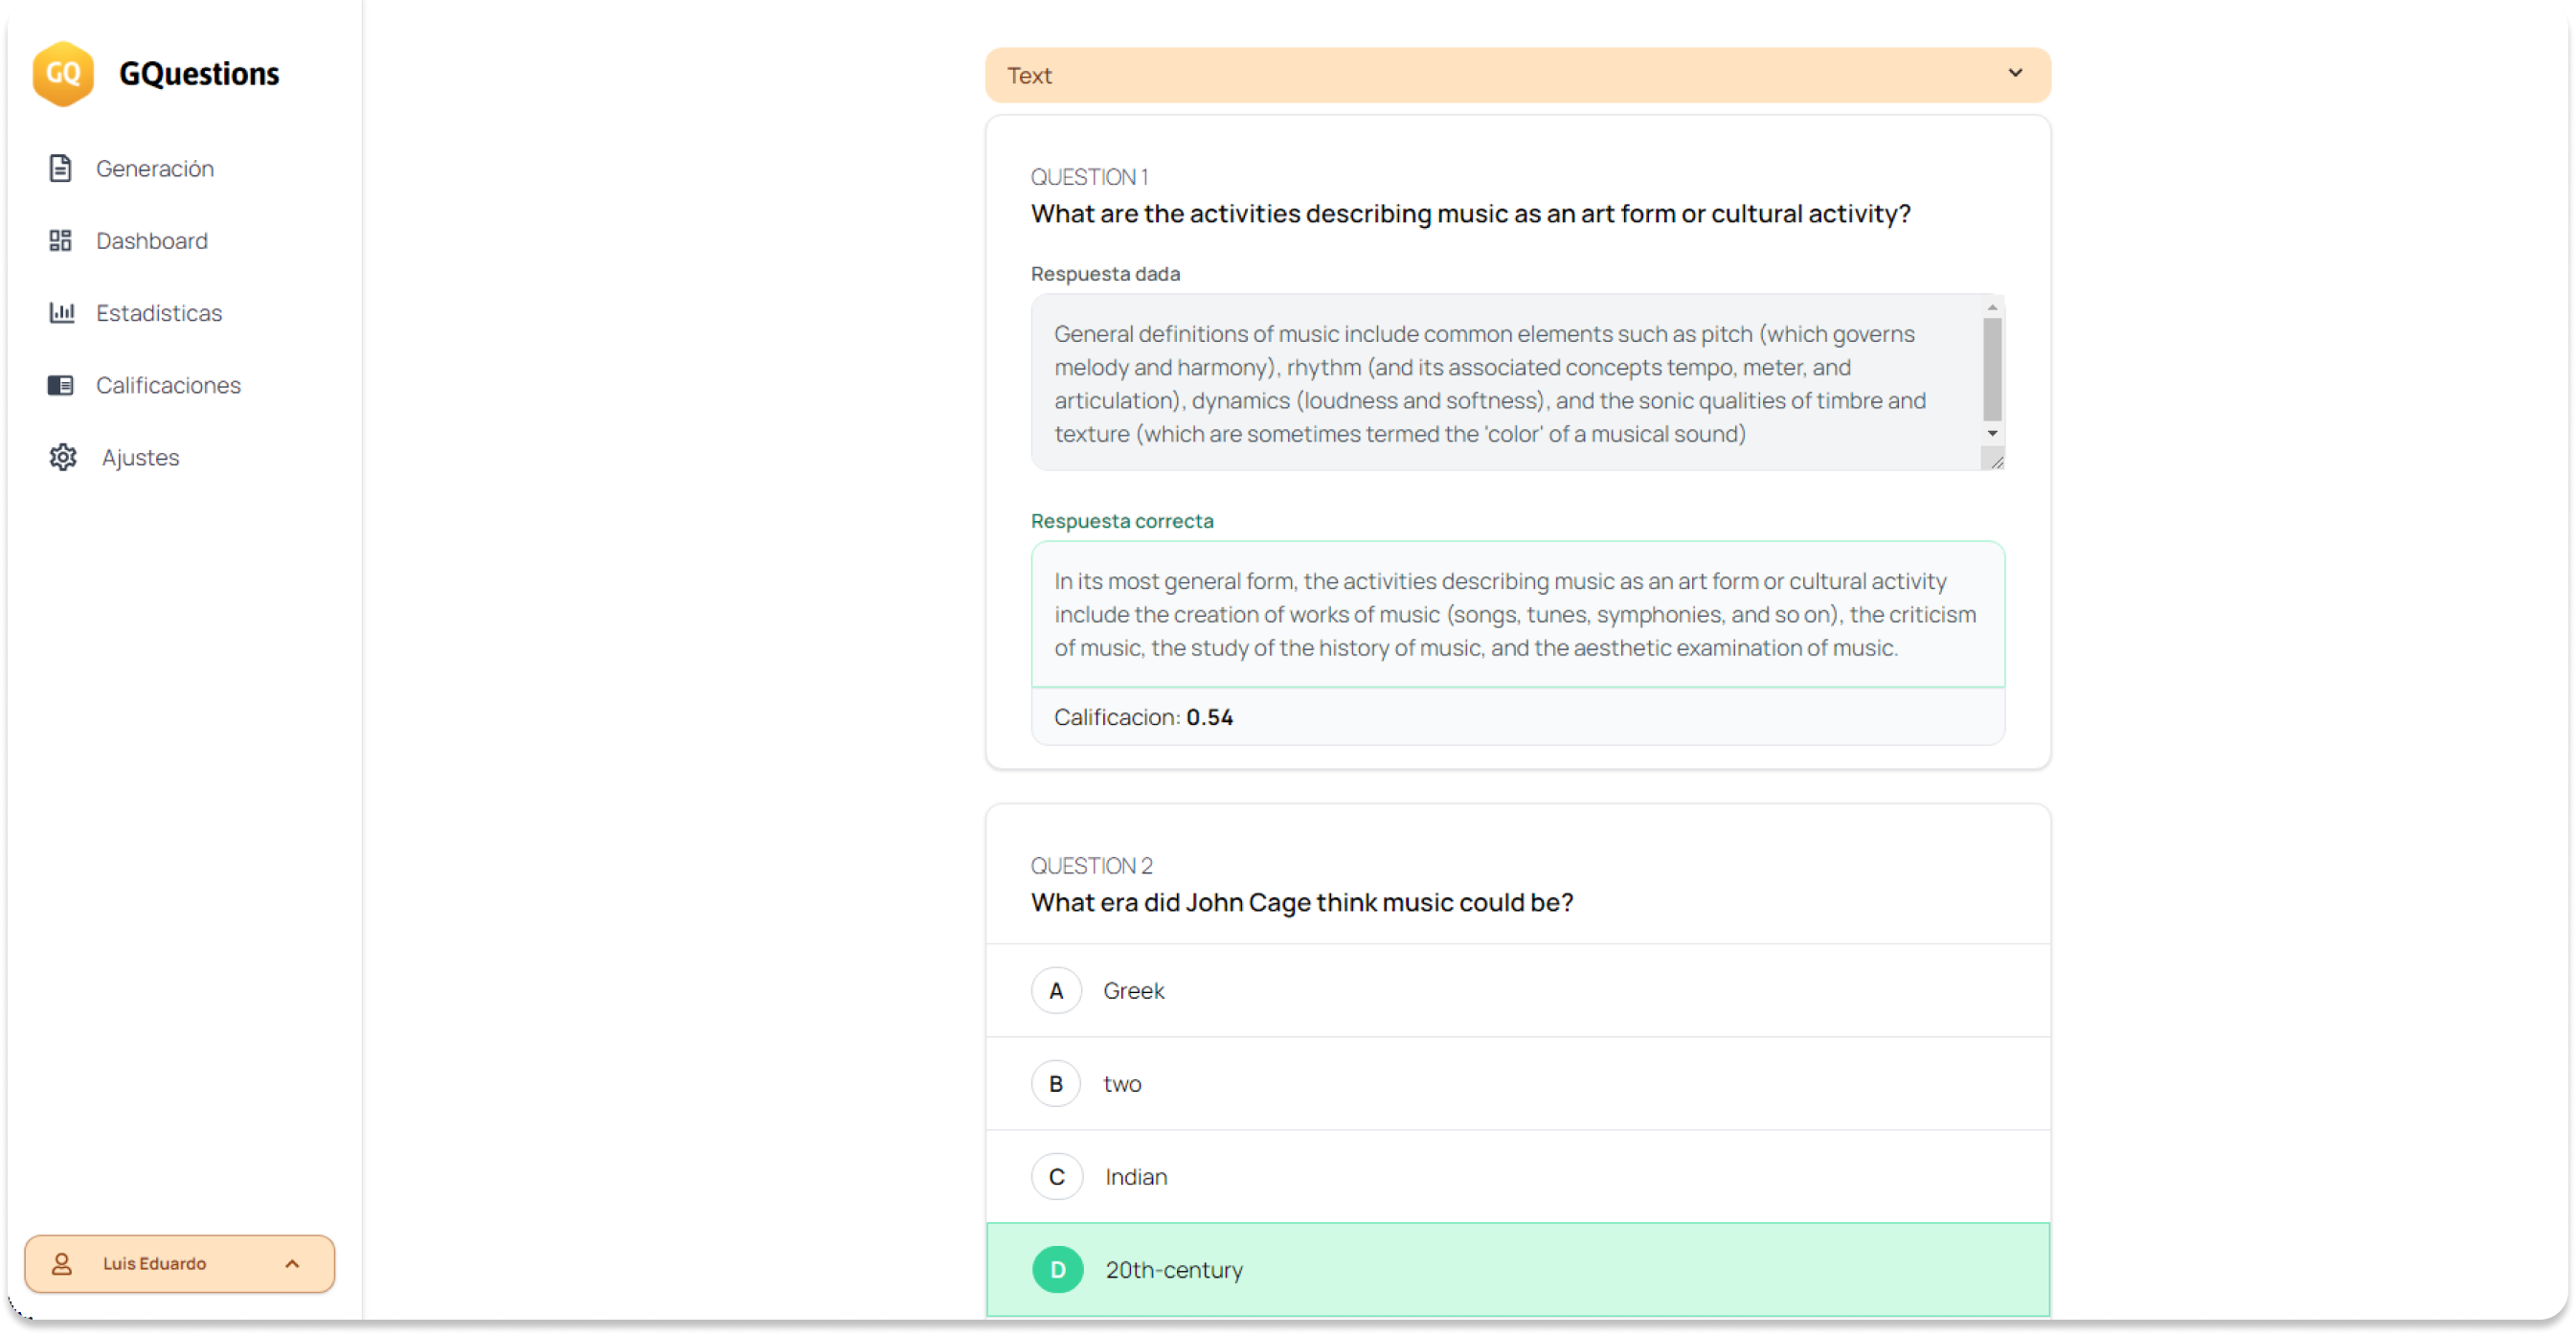 GQ
GQuestions
Generación
Dashboard
Estadísticas
Calificaciones
Ajustes
Luis Eduardo
Text
QUESTION 1
What are the activities describing music as an art form or cultural activity?
Respuesta dada
General definitions of music include common elements such as pitch (which governs
melody and harmony), rhythm (and its associated concepts tempo, meter, and
articulation), dynamics (loudness and softness), and the sonic qualities of timbre and
texture (which are sometimes termed the 'color' of a musical sound)
Respuesta correcta
In its most general form, the activities describing music as an art form or cultural activity
include the creation of works of music (songs, tunes, symphonies, and so on), the criticism
of music, the study of the history of music, and the aesthetic examination of music.
Calificacion: 0.54
QUESTION 2
What era did John Cage think music could be?
A Greek
B two
C Indian
D 20th-century